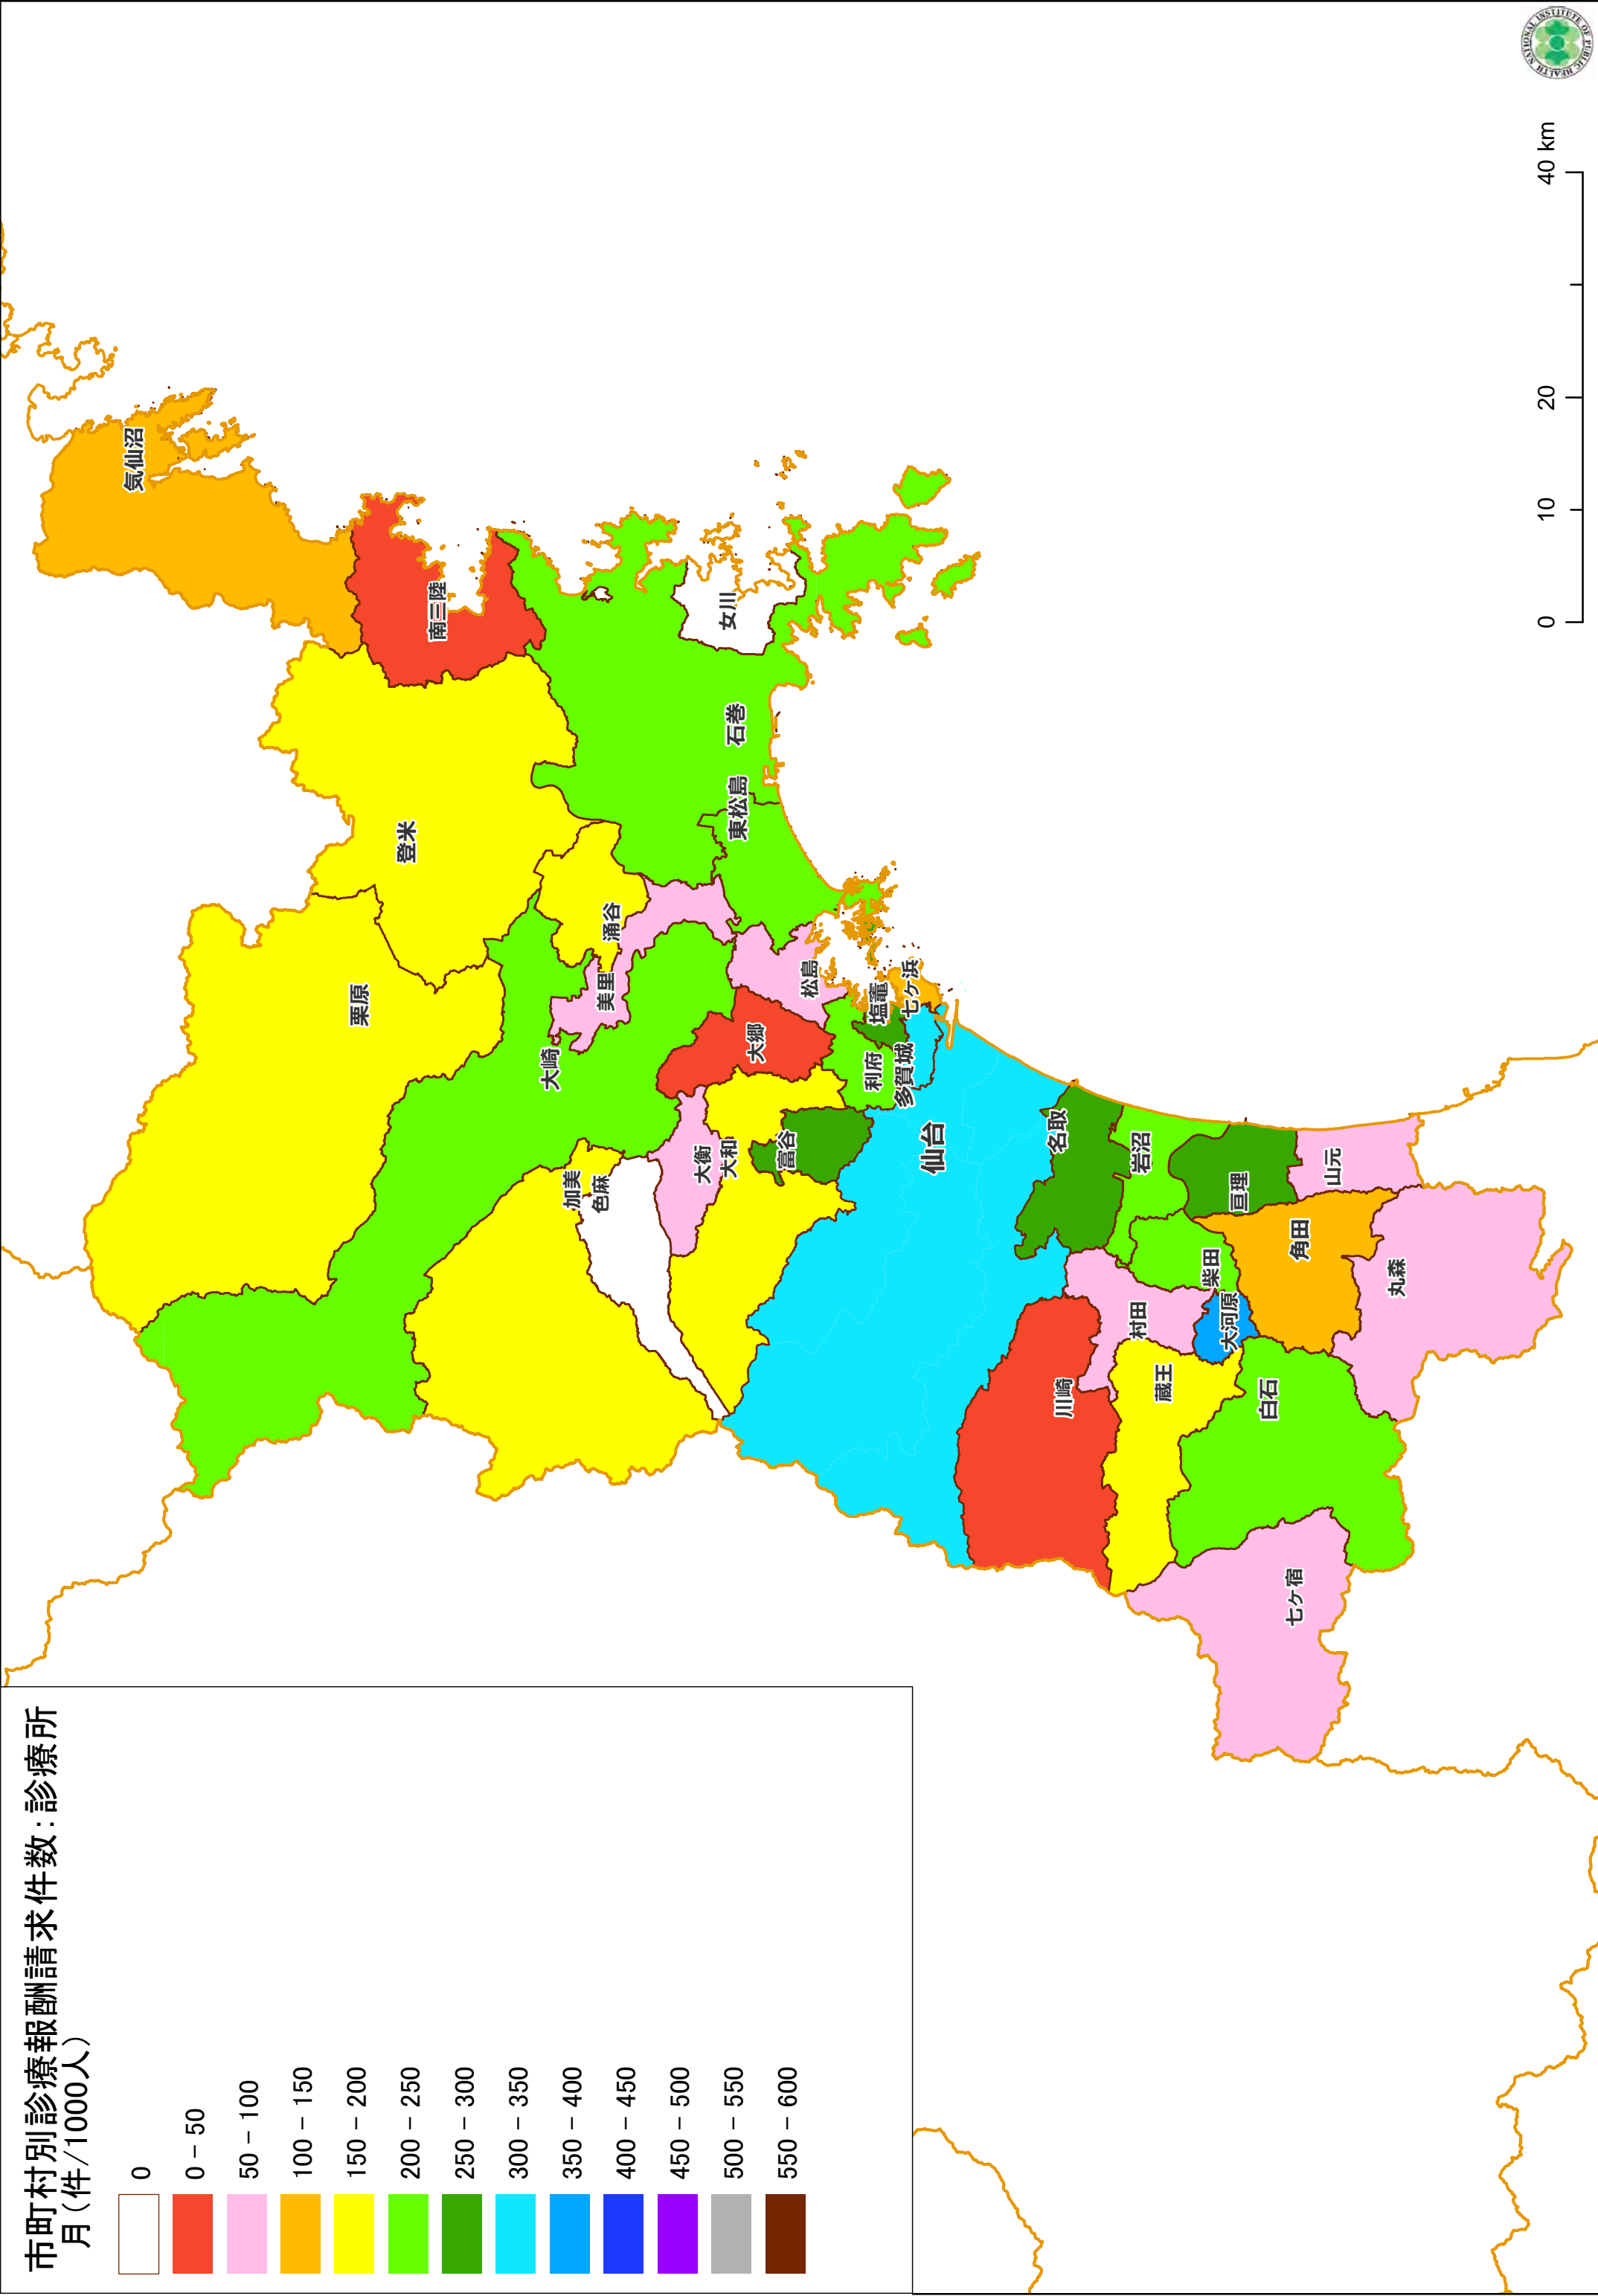 市町村別診療報酬請求件数:診療所
月(件/1000人)
0
0 - 50
50 - 100
100 - 150
150 - 200
200 - 250
250 - 300
300 - 350
350 - 400
400 - 450
450 - 500
500 - 550
550 - 600
気仙沼
南三陸
登米
栗原
女川
石巻
東松島
涌谷
美里
大崎
松島
大郷
加美
色麻
大衡
大和
富谷
塩竈
七ヶ浜
利府
多賀城
仙台
名取
岩沼
亘理
山元
角田
柴田
丸森
村田
大河原
川崎
蔵王
白石
七ヶ宿
0
10
20
40 km
NATIONAL INSTITUTE OF PUBLIC HEALTH